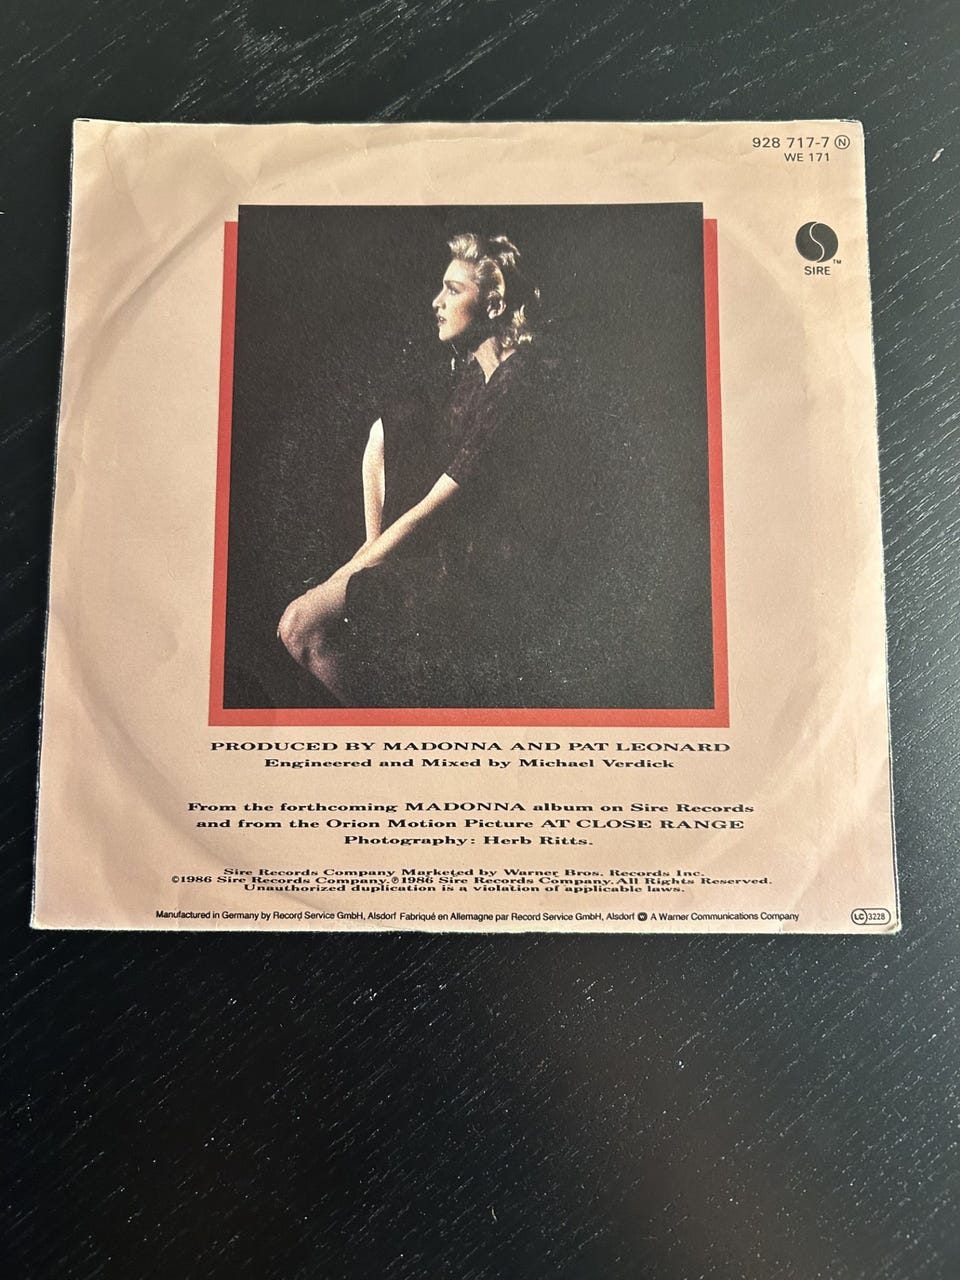 928 717-7 Ⓝ
WE 171
SIRE ™
PRODUCED BY MADONNA AND PAT LEONARD
Engineered and Mixed by Michael Verdick
From the forthcoming MADONNA album on Sire Records
and from the Orion Motion Picture AT CLOSE RANGE
Photography: Herb Ritts.
Sire Records Company Marketed by Warner Bros. Records Inc.
©1986 Sire Records Company. ℗1986 Sire Records Company. All Rights Reserved.
Unauthorized duplication is a violation of applicable laws.
Manufactured in Germany by Record Service GmbH, Alsdorf Fabriqué en Allemagne par Record Service GmbH, Alsdorf A Warner Communications Company
LC 3228